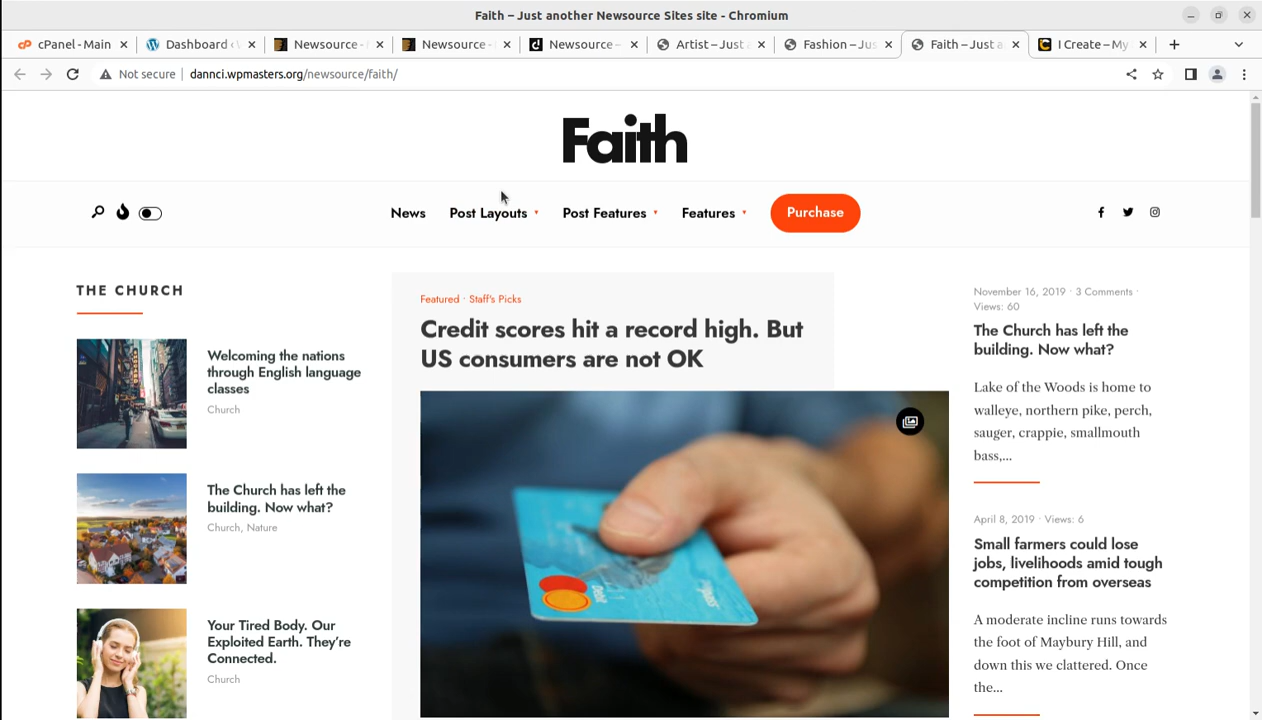 Faith – Just another Newsource Sites site - Chromium
cPanel - Main
Dashboard ‹ W
Newsource -
Newsource -
Newsource –
Artist – Just
Fashion – Jus
Faith – Just a
I Create – My
Not secure
dannci.wpmasters.org/newsource/faith/
Faith
News
Post Layouts
Post Features
Features
Purchase
THE CHURCH
Welcoming the nations
through English language
classes
Church
The Church has left the
building. Now what?
Church, Nature
Your Tired Body. Our
Exploited Earth. They're
Connected.
Church
Featured · Staff's Picks
Credit scores hit a record high. But
US consumers are not OK
Debit
November 16, 2019 · 3 Comments ·
Views: 60
The Church has left the
building. Now what?
Lake of the Woods is home to
walleye, northern pike, perch,
sauger, crappie, smallmouth
bass,...
April 8, 2019 · Views: 6
Small farmers could lose
jobs, livelihoods amid tough
competition from overseas
A moderate incline runs towards
the foot of Maybury Hill, and
down this we clattered. Once
the...